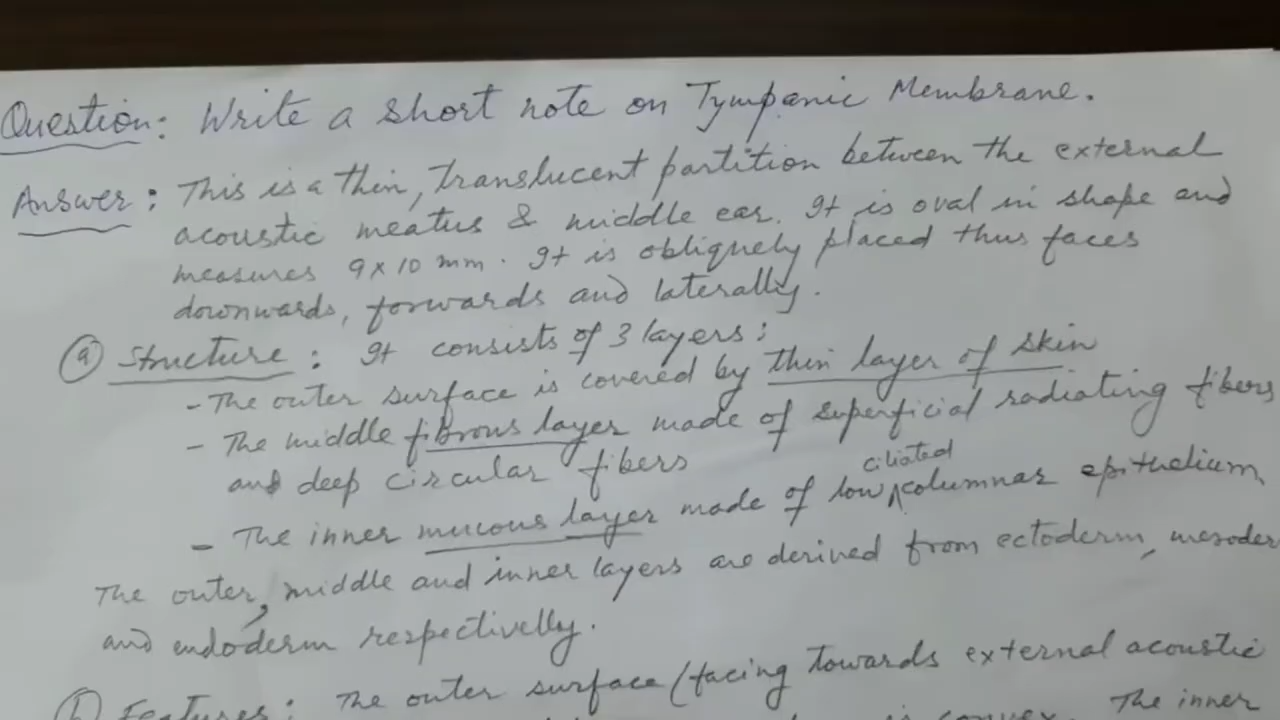 Question: Write a short note on Tympanic Membrane.
Answer: This is a thin, translucent partition between the external
acoustic meatus & middle ear. It is oval in shape and
measures 9 x 10 mm. It is obliquely placed thus faces
downwards, forwards and laterally.
(a) Structure: It consists of 3 layers:
- The outer surface is covered by thin layer of skin
- The middle fibrous layer made of superficial radiating fibers
and deep circular fibers
- The inner mucous layer made of low ciliated columnar epithelium
The outer, middle and inner layers are derived from ectoderm, mesoder
and endoderm respectivelly.
(b) Features: The outer surface (facing towards external acoustic
is convex. The inner